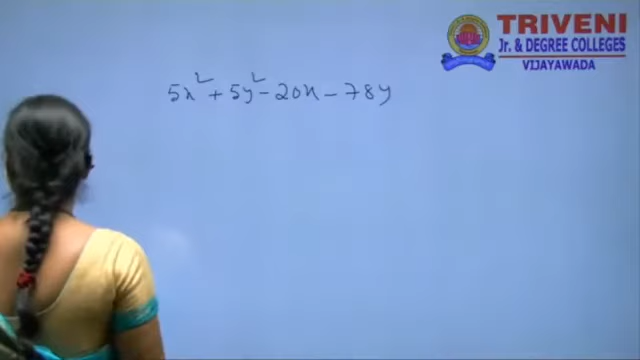 TRIVENI
Jr. & DEGREE COLLEGES
VIJAYAWADA
5x² + 5y² - 20x - 78y